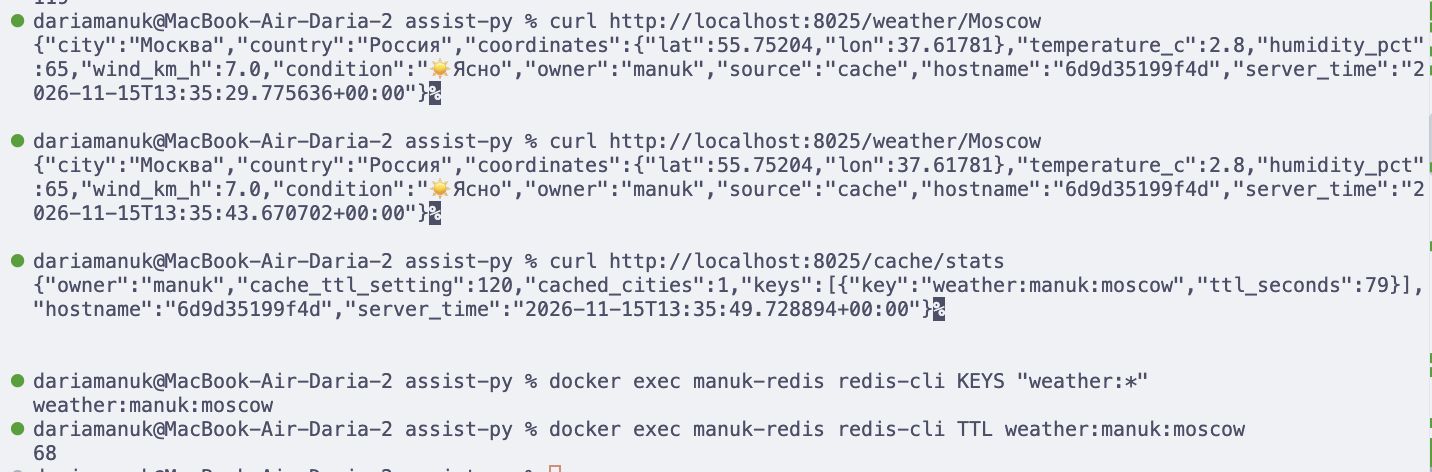 dariamanuk@MacBook-Air-Daria-2 assist-py % curl http://localhost:8025/weather/Moscow
{"city":"Москва","country":"Россия","coordinates":{"lat":55.75204,"lon":37.61781},"temperature_c":2.8,"humidity_pct"
:65,"wind_km_h":7.0,"condition":"☀️Ясно","owner":"manuk","source":"cache","hostname":"6d9d35199f4d","server_time":"2
026-11-15T13:35:29.775636+00:00"}%
dariamanuk@MacBook-Air-Daria-2 assist-py % curl http://localhost:8025/weather/Moscow
{"city":"Москва","country":"Россия","coordinates":{"lat":55.75204,"lon":37.61781},"temperature_c":2.8,"humidity_pct"
:65,"wind_km_h":7.0,"condition":"☀️Ясно","owner":"manuk","source":"cache","hostname":"6d9d35199f4d","server_time":"2
026-11-15T13:35:43.670702+00:00"}%
dariamanuk@MacBook-Air-Daria-2 assist-py % curl http://localhost:8025/cache/stats
{"owner":"manuk","cache_ttl_setting":120,"cached_cities":1,"keys":[{"key":"weather:manuk:moscow","ttl_seconds":79}],
"hostname":"6d9d35199f4d","server_time":"2026-11-15T13:35:49.728894+00:00"}%
dariamanuk@MacBook-Air-Daria-2 assist-py % docker exec manuk-redis redis-cli KEYS "weather:*"
weather:manuk:moscow
dariamanuk@MacBook-Air-Daria-2 assist-py % docker exec manuk-redis redis-cli TTL weather:manuk:moscow
68